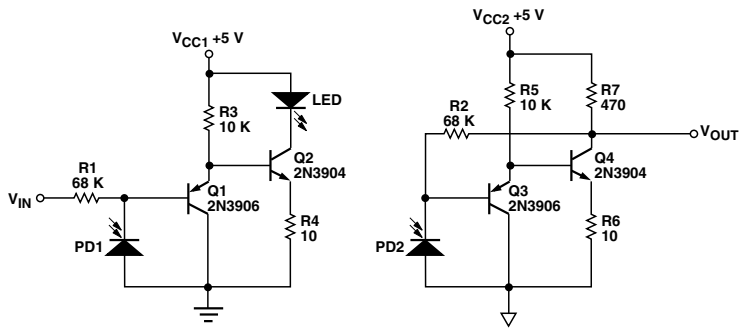 VCC1 +5 V
LED
R3
10 K
Q2
2N3904
R1
68 K
VIN
Q1
2N3906
R4
10
PD1
VCC2 +5 V
R5
10 K
R7
470
R2
68 K
VOUT
Q4
2N3904
Q3
2N3906
R6
10
PD2